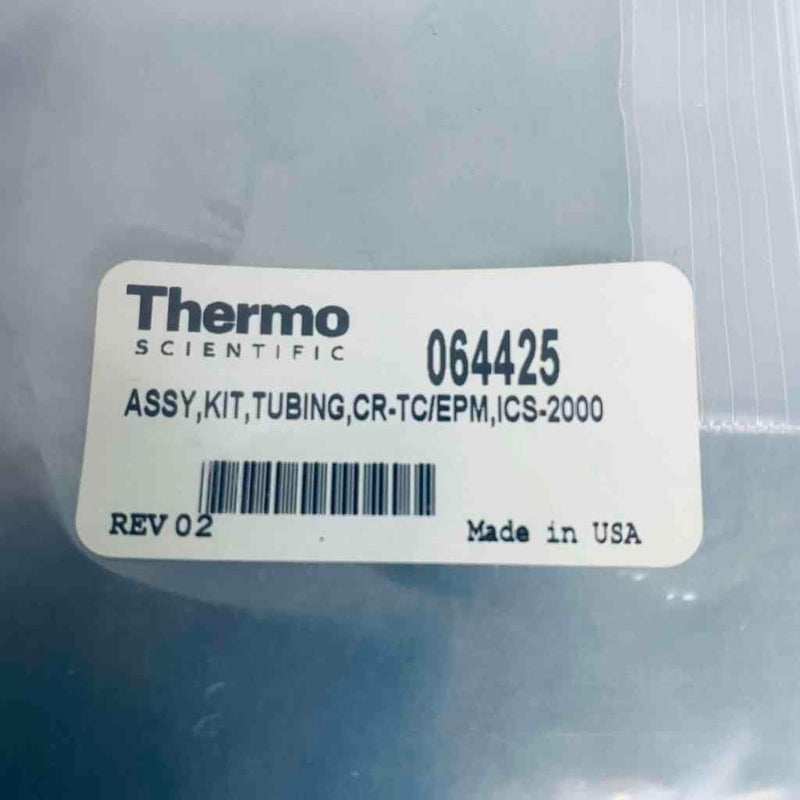 Thermo
SCIENTIFIC
064425
ASSY,KIT,TUBING,CR-TC/EPM,ICS-2000
REV 02
Made in USA